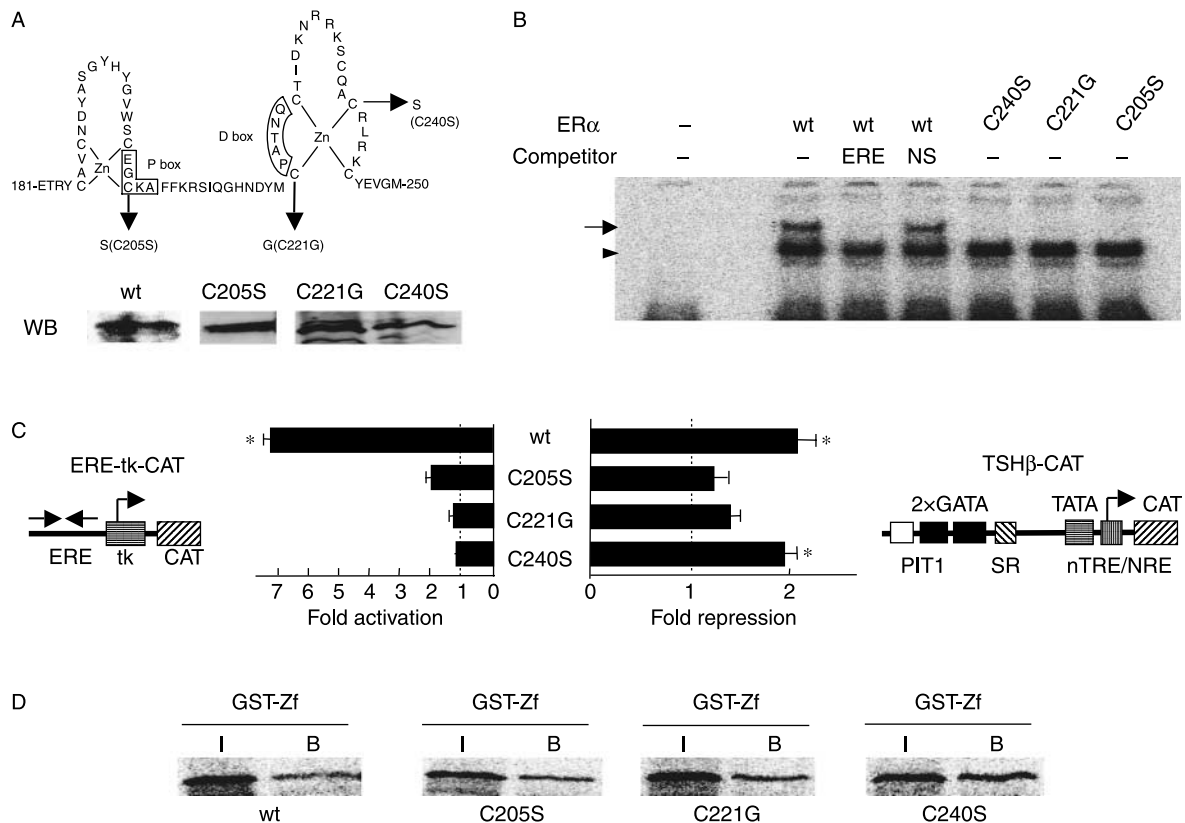 A
181-ETRY C A V C N D Y A S G Y H Y G V W S C E G C K A FFKRSIQGHNDYM C P A T N Q C T I D K N R R K S C Q A C R L R K C YEVGM-250
Zn
P box
D box
Zn
S
(C240S)
S(C205S)
G(C221G)
wt C205S C221G C240S
WB
B
ERα – wt wt wt C240S C221G C205S
Competitor – – ERE NS – – –
C
ERE-tk-CAT
ERE tk CAT
* wt *
C205S
C221G
C240S *
7 6 5 4 3 2 1 0
Fold activation
0 1 2
Fold repression
TSHβ-CAT
2×GATA TATA CAT
PIT1 SR nTRE/NRE
D
GST-Zf GST-Zf GST-Zf GST-Zf
I B I B I B I B
wt C205S C221G C240S